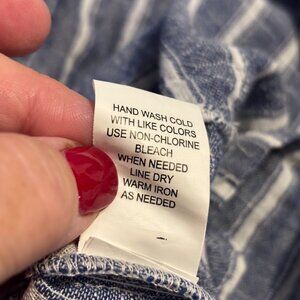 HAND WASH COLD
WITH LIKE COLORS
USE NON-CHLORINE
BLEACH
WHEN NEEDED
LINE DRY
WARM IRON
AS NEEDED